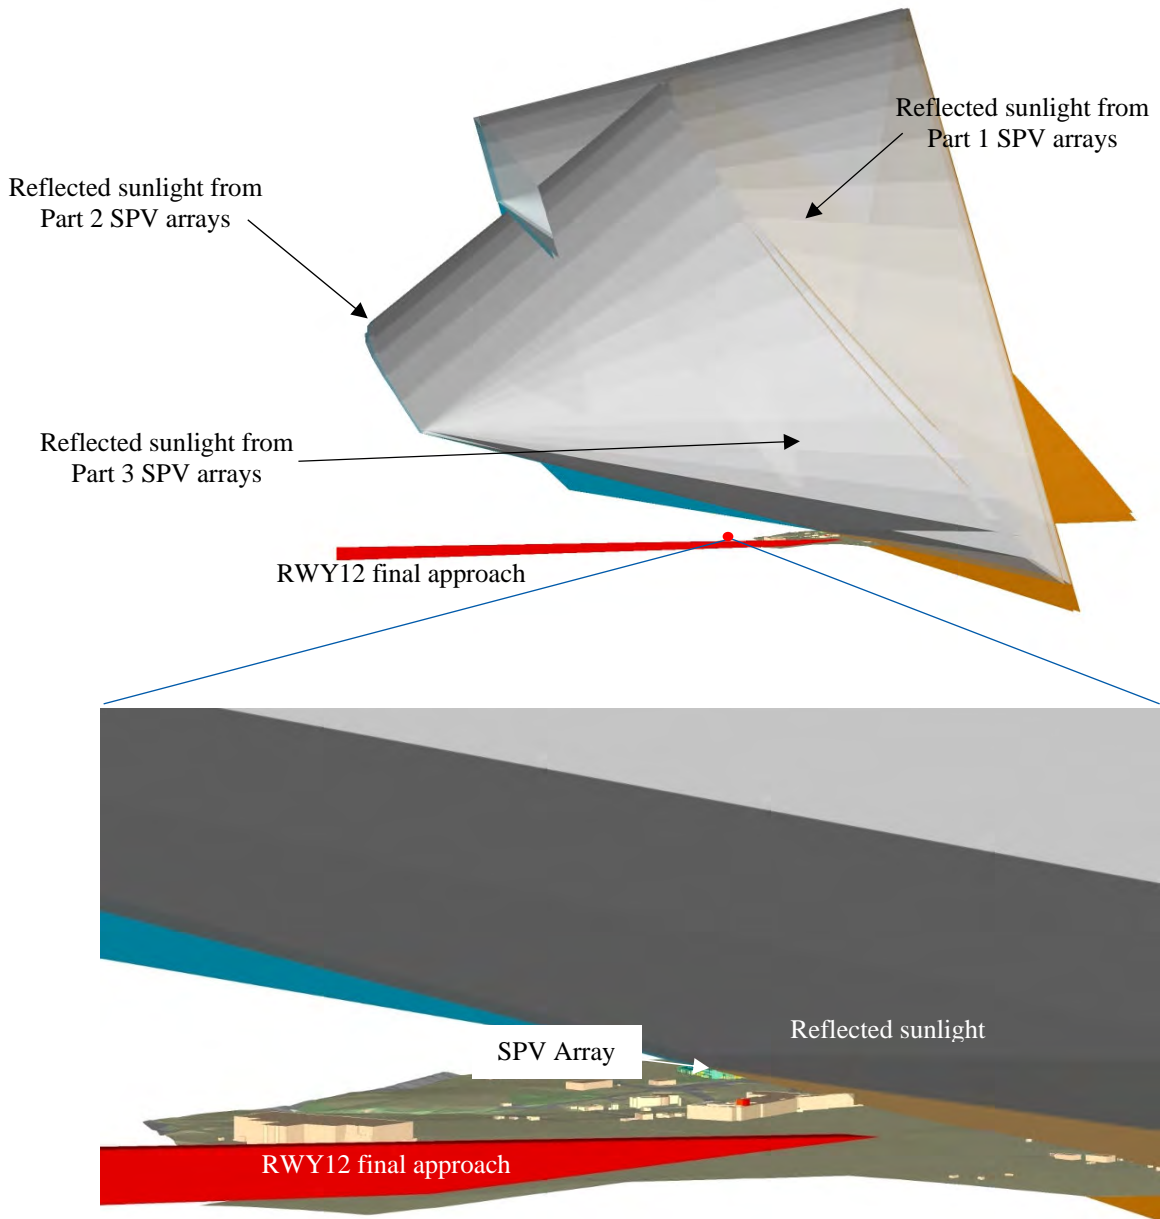 Reflected sunlight from
Part 1 SPV arrays
Reflected sunlight from
Part 2 SPV arrays
Reflected sunlight from
Part 3 SPV arrays
RWY12 final approach
Reflected sunlight
SPV Array
RWY12 final approach